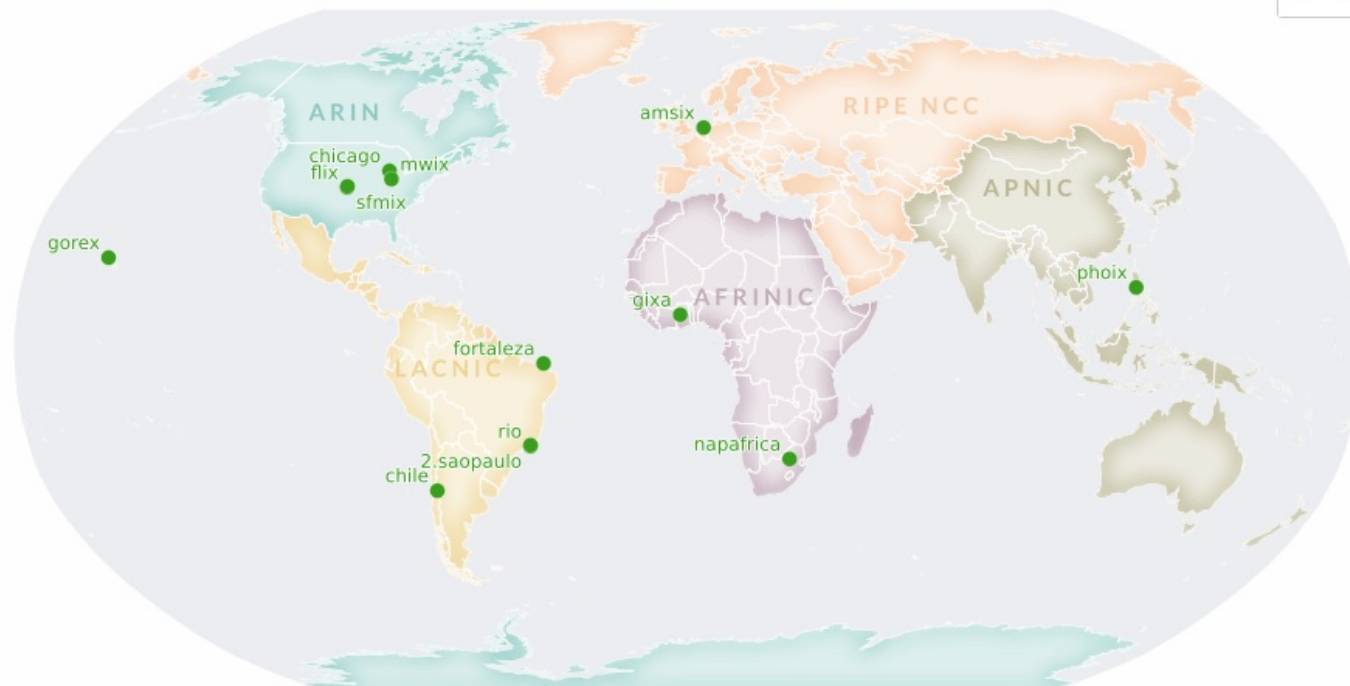 amsix
RIPE NCC
ARIN
chicago
mwix
flix
APNIC
sfmix
gorex
phoix
gixa
AFRINIC
fortaleza
LACNIC
rio
napafrica
2.saopaulo
chile